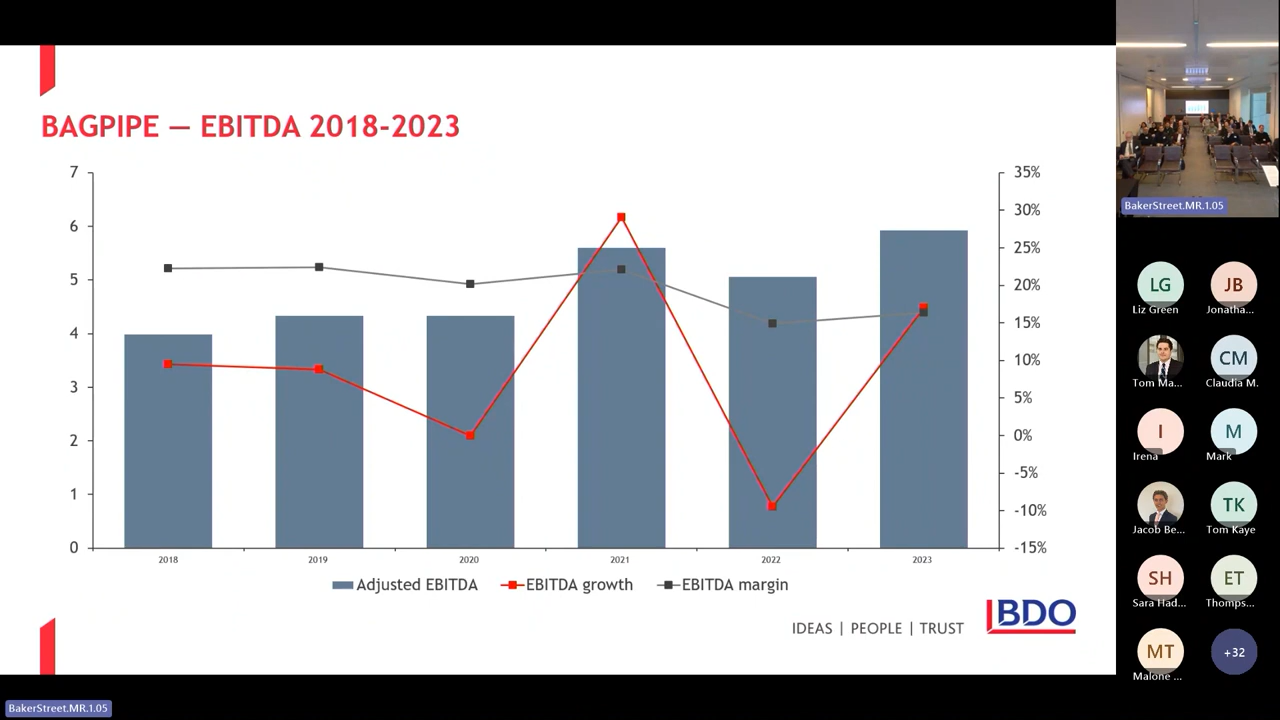 BAGPIPE — EBITDA 2018-2023
7
6
5
4
3
2
1
0
35%
30%
25%
20%
15%
10%
5%
0%
-5%
-10%
-15%
2018 2019 2020 2021 2022 2023
Adjusted EBITDA EBITDA growth EBITDA margin
IDEAS | PEOPLE | TRUST
BDO
BakerStreet.MR.1.05
BakerStreet.MR.1.05
LG JB
Liz Green Jonatha...
CM
Tom Ma... Claudia M.
I M
Irena Mark
TK
Jacob Be... Tom Kaye
SH ET
Sara Had... Thomps...
MT +32
Malone ...